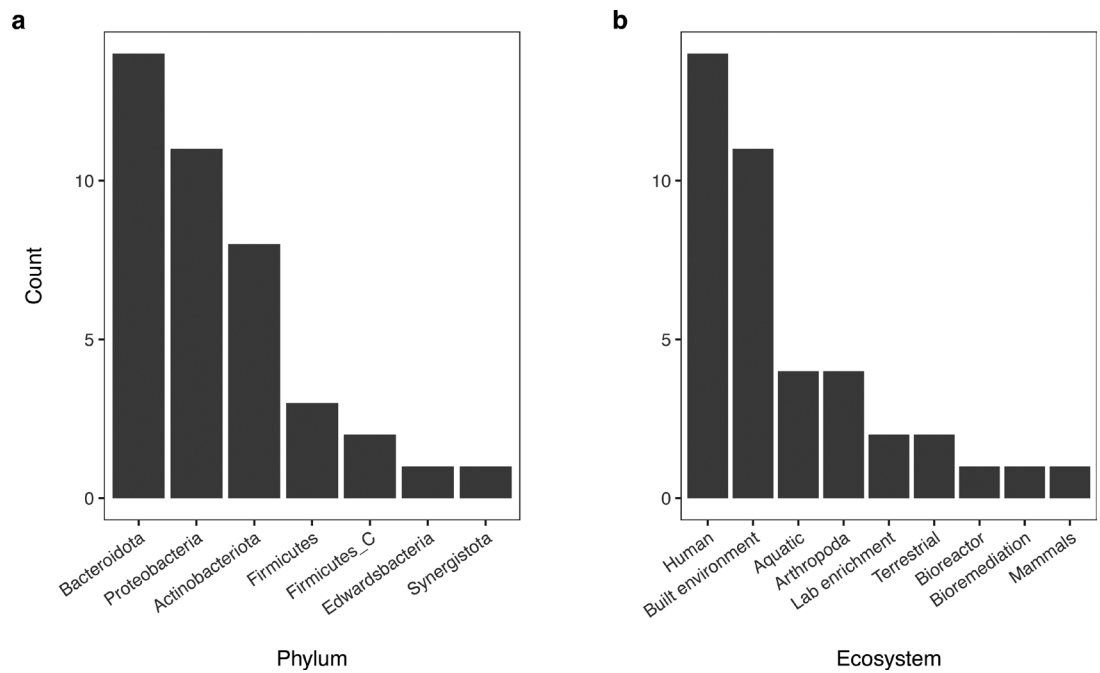 a
Count
10
5
0
Bacteroidota
Proteobacteria
Actinobacteriota
Firmicutes
Firmicutes_C
Edwardsbacteria
Synergistota
Phylum
b
10
5
0
Human
Built environment
Aquatic
Arthropoda
Lab enrichment
Terrestrial
Bioreactor
Bioremediation
Mammals
Ecosystem